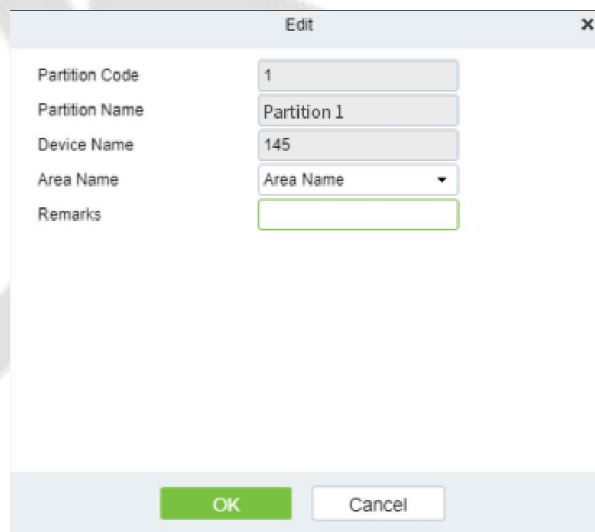 Edit
Partition Code 1
Partition Name Partition 1
Device Name 145
Area Name Area Name
Remarks
OK Cancel